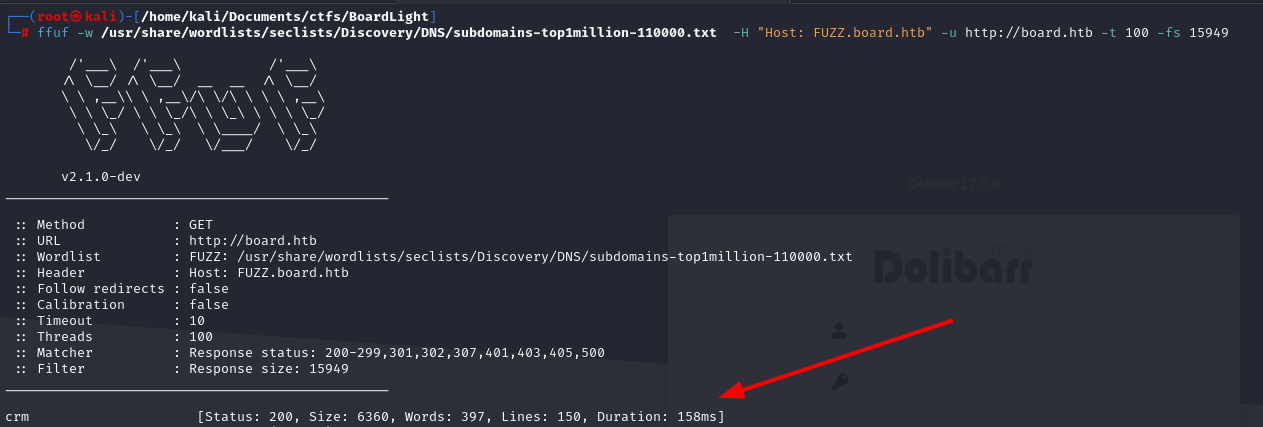 ┌──(root㉿kali)-[/home/kali/Documents/ctfs/BoardLight]
└─# ffuf -w /usr/share/wordlists/seclists/Discovery/DNS/subdomains-top1million-110000.txt  -H "Host: FUZZ.board.htb" -u http://board.htb -t 100 -fs 15949
v2.1.0-dev
Dolibarr 17.0.0
:: Method           : GET
:: URL              : http://board.htb
:: Wordlist         : FUZZ: /usr/share/wordlists/seclists/Discovery/DNS/subdomains-top1million-110000.txt
:: Header           : Host: FUZZ.board.htb
:: Follow redirects : false
:: Calibration      : false
:: Timeout          : 10
:: Threads          : 100
:: Matcher          : Response status: 200-299,301,302,307,401,403,405,500
:: Filter           : Response size: 15949
Dolibarr
crm                     [Status: 200, Size: 6360, Words: 397, Lines: 150, Duration: 158ms]